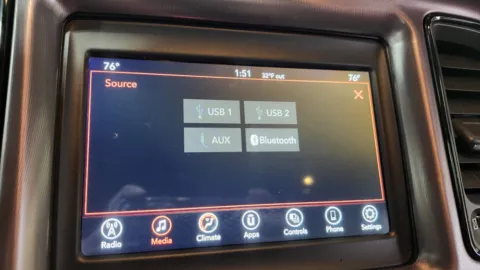 76°
1:51 32°F out
76°
Source
X
USB 1
USB 2
AUX
Bluetooth
Radio
Media
Climate
Apps
Controls
Phone
Settings